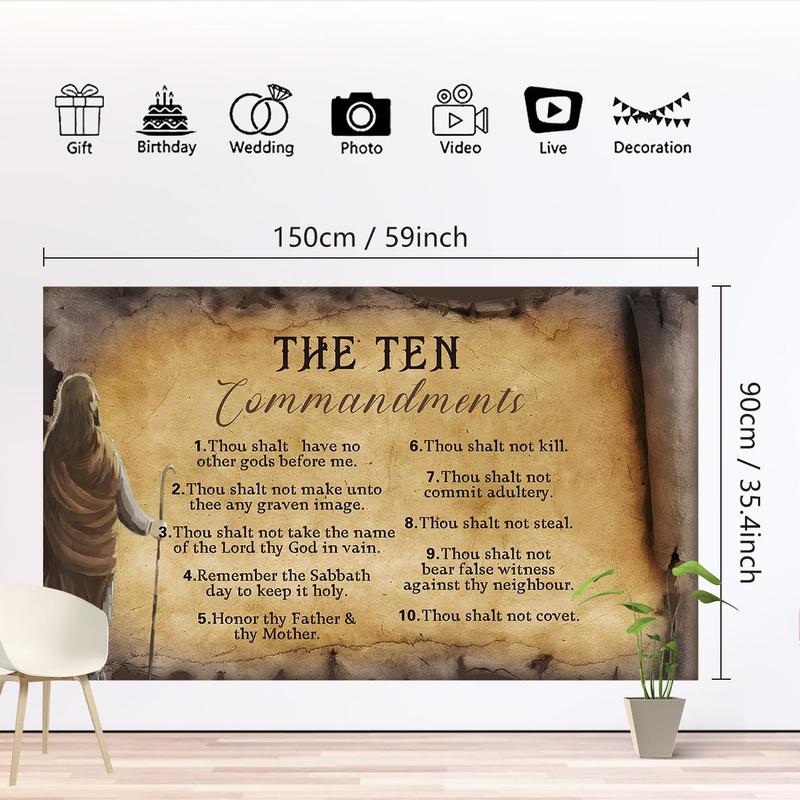 Gift Birthday Wedding Photo Video Live Decoration
150cm / 59inch
THE TEN
Commandments
1.Thou shalt have no
other gods before me.
2.Thou shalt not make unto
thee any graven image.
3.Thou shalt not take the name
of the Lord thy God in vain.
4.Remember the Sabbath
day to keep it holy.
5.Honor thy Father &
thy Mother.
6.Thou shalt not kill.
7.Thou shalt not
commit adultery.
8.Thou shalt not steal.
9.Thou shalt not
bear false witness
against thy neighbour.
10.Thou shalt not covet.
90cm / 35.4inch